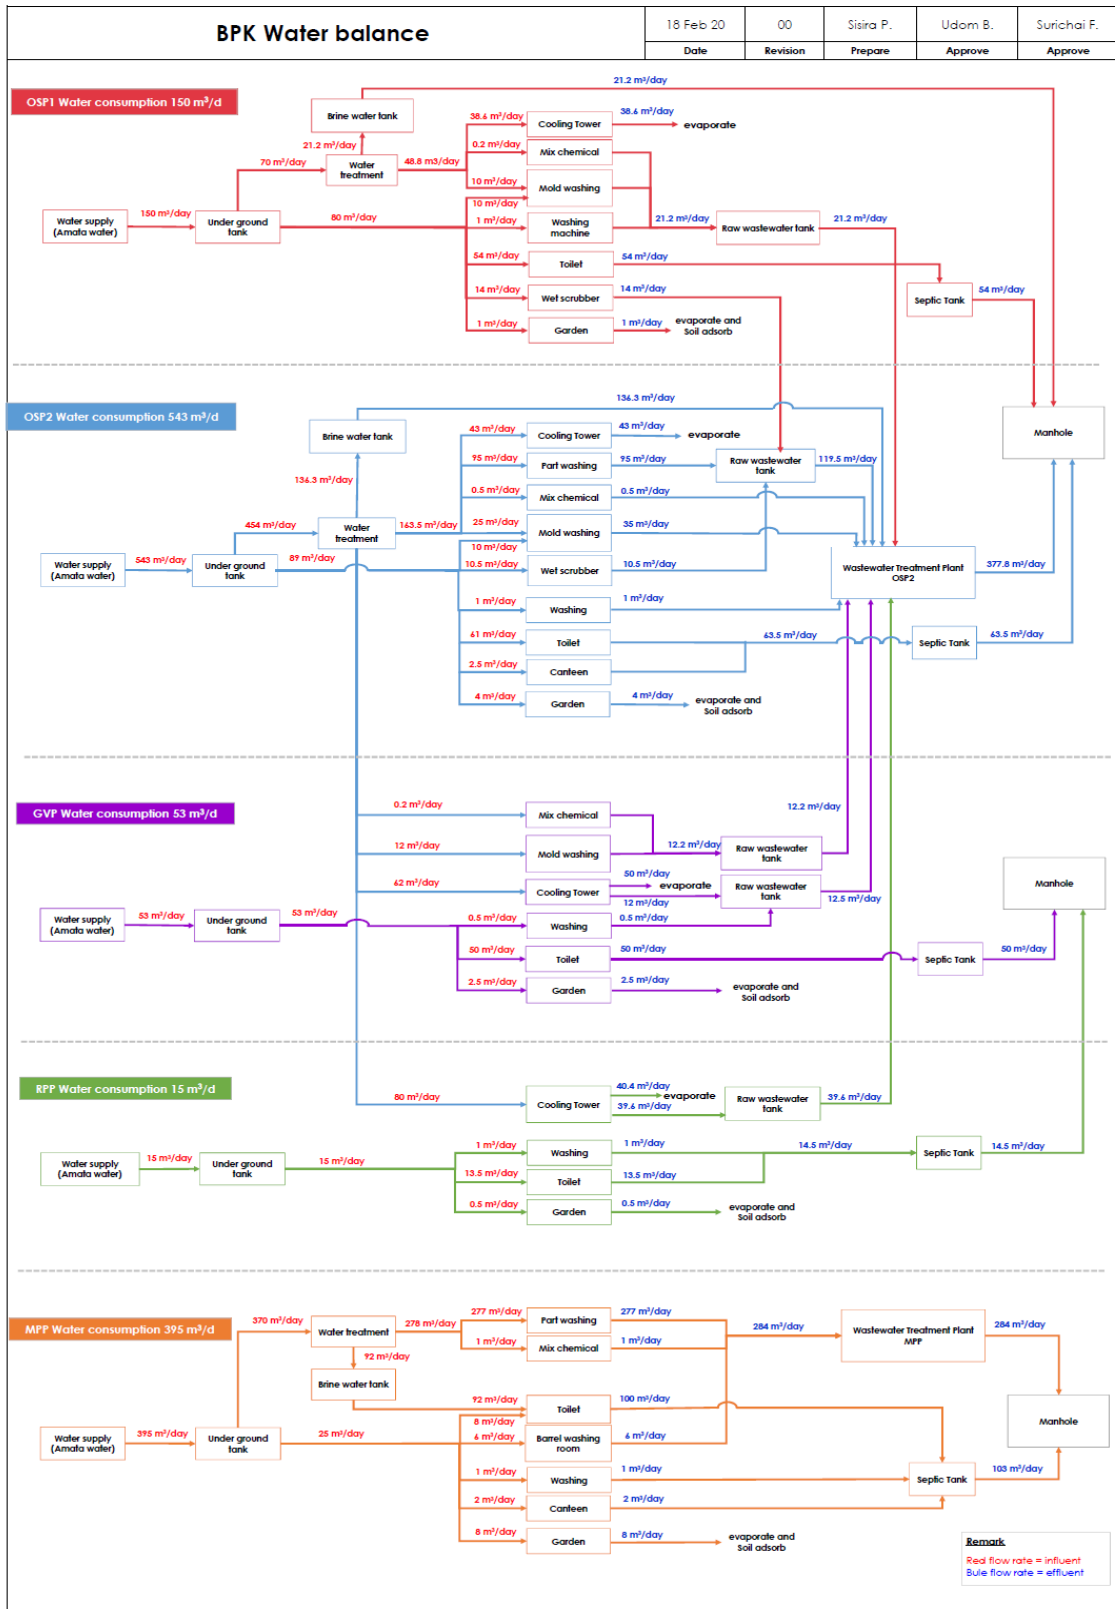 BPK Water balance
18 Feb 20
00
Sisira P.
Udom B.
Surichai F.
Date
Revision
Prepare
Approve
Approve
21.2 m³/day
OSP1 Water consumption 150 m³/d
Brine water tank
38.6 m³/day
Cooling Tower
38.6 m³/day
evaporate
21.2 m³/day
0.2 m³/day
Mix chemical
70 m³/day
Water
treatment
48.8 m3/day
10 m³/day
Mold washing
10 m³/day
Water supply
(Amata water)
150 m³/day
Under ground
tank
80 m³/day
1 m³/day
Washing
machine
21.2 m³/day
Raw wastewater tank
21.2 m³/day
54 m³/day
Toilet
54 m³/day
14 m³/day
Wet scrubber
14 m³/day
Septic Tank
54 m³/day
1 m³/day
Garden
1 m³/day
evaporate and
Soil adsorb
OSP2 Water consumption 543 m³/d
136.3 m³/day
Brine water tank
43 m³/day
Cooling Tower
43 m³/day
evaporate
Manhole
136.3 m³/day
95 m³/day
Part washing
95 m³/day
Raw wastewater
tank
119.5 m³/day
0.5 m³/day
Mix chemical
0.5 m³/day
454 m³/day
Water
treatment
163.5 m³/day
25 m³/day
Mold washing
35 m³/day
10 m³/day
Water supply
(Amata water)
543 m³/day
Under ground
tank
89 m³/day
10.5 m³/day
Wet scrubber
10.5 m³/day
Wastewater Treatment Plant
OSP2
377.8 m³/day
1 m³/day
Washing
1 m³/day
61 m³/day
Toilet
63.5 m³/day
Septic Tank
63.5 m³/day
2.5 m³/day
Canteen
4 m³/day
Garden
4 m³/day
evaporate and
Soil adsorb
GVP Water consumption 53 m³/d
0.2 m³/day
Mix chemical
12.2 m³/day
12 m³/day
Mold washing
12.2 m³/day
Raw wastewater
tank
62 m³/day
Cooling Tower
50 m³/day
evaporate
12 m³/day
Raw wastewater
tank
12.5 m³/day
Manhole
Water supply
(Amata water)
53 m³/day
Under ground
tank
53 m³/day
0.5 m³/day
Washing
0.5 m³/day
50 m³/day
Toilet
50 m³/day
Septic Tank
50 m³/day
2.5 m³/day
Garden
2.5 m³/day
evaporate and
Soil adsorb
RPP Water consumption 15 m³/d
80 m³/day
Cooling Tower
40.4 m³/day
evaporate
39.6 m³/day
Raw wastewater
tank
39.6 m³/day
Water supply
(Amata water)
15 m³/day
Under ground
tank
15 m³/day
1 m³/day
Washing
1 m³/day
14.5 m³/day
Septic Tank
14.5 m³/day
13.5 m³/day
Toilet
13.5 m³/day
0.5 m³/day
Garden
0.5 m³/day
evaporate and
Soil adsorb
MPP Water consumption 395 m³/d
370 m³/day
Water treatment
278 m³/day
277 m³/day
Part washing
277 m³/day
284 m³/day
Wastewater Treatment Plant
MPP
284 m³/day
1 m³/day
Mix chemical
1 m³/day
92 m³/day
Brine water tank
92 m³/day
Toilet
100 m³/day
8 m³/day
Manhole
Water supply
(Amata water)
395 m³/day
Under ground
tank
25 m³/day
6 m³/day
Barrel washing
room
6 m³/day
1 m³/day
Washing
1 m³/day
Septic Tank
103 m³/day
2 m³/day
Canteen
2 m³/day
8 m³/day
Garden
8 m³/day
evaporate and
Soil adsorb
Remark
Red flow rate = influent
Bule flow rate = effluent